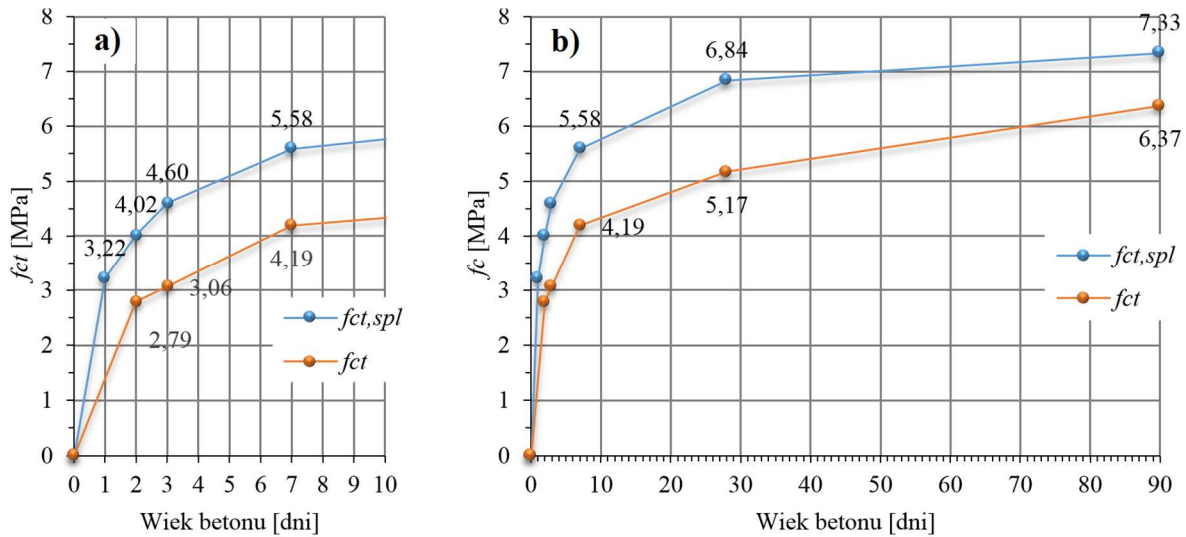 a)
fct [MPa]
8
7
6
5
4
3
2
1
0
3,22
4,02
4,60
5,58
2,79
3,06
4,19
fct,spl
fct
0 1 2 3 4 5 6 7 8 9 10
Wiek betonu [dni]
b)
fc [MPa]
8
7
6
5
4
3
2
1
0
5,58
6,84
7,33
4,19
5,17
6,37
fct,spl
fct
0 10 20 30 40 50 60 70 80 90
Wiek betonu [dni]